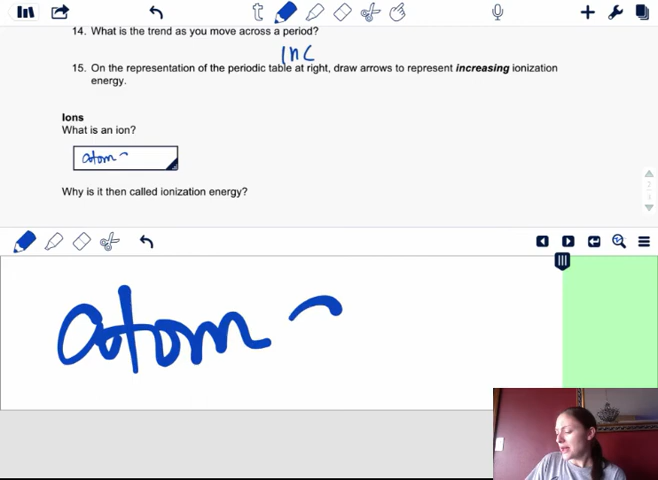 t
14. What is the trend as you move across a period?
INC
15. On the representation of the periodic table at right, draw arrows to represent increasing ionization
energy.
Ions
What is an ion?
atom
Why is it then called ionization energy?
2
4
atom